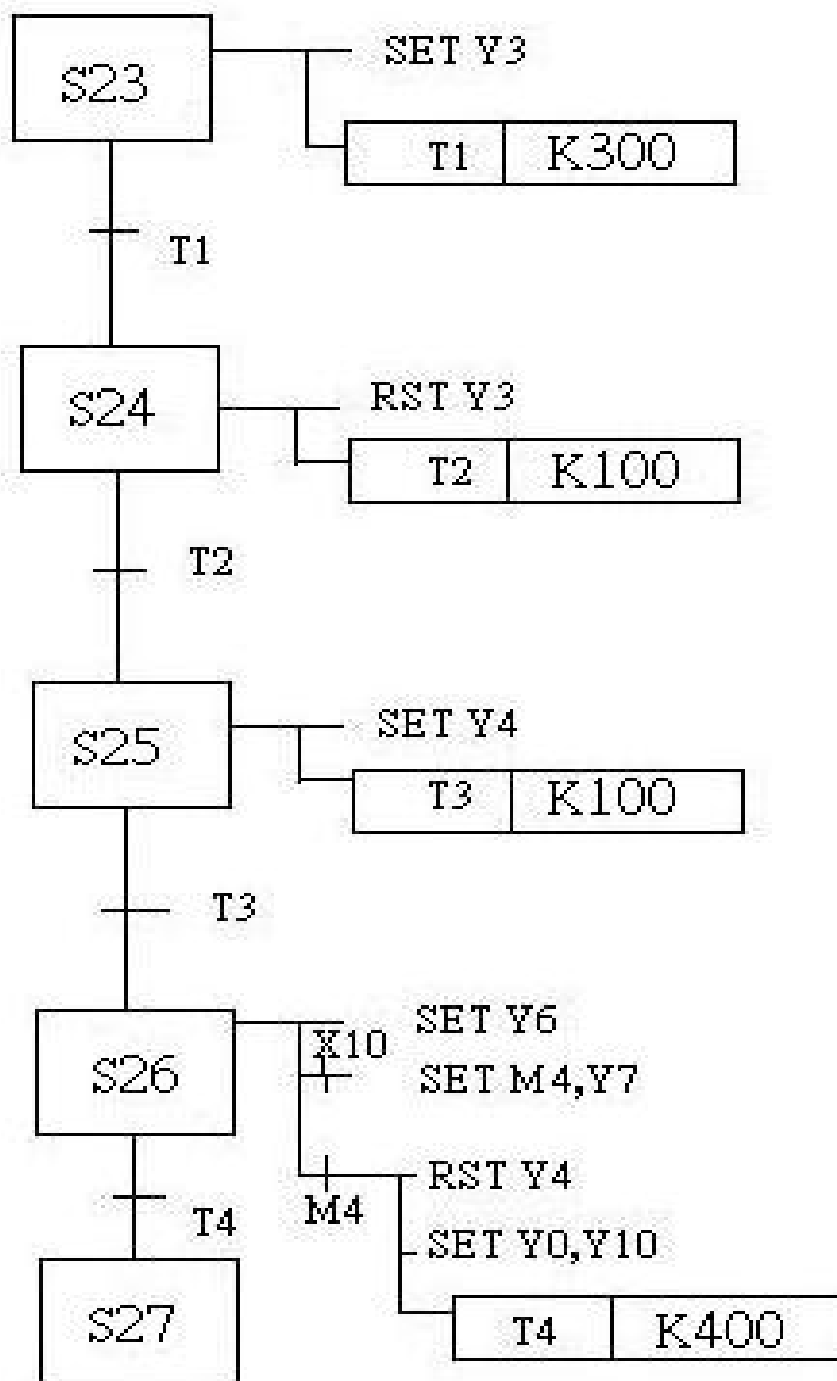 S23
SET Y3
T1 K300
T1
S24
RST Y3
T2 K100
T2
S25
SET Y4
T3 K100
T3
S26
SET Y6
X10
SET M4,Y7
M4
RST Y4
SET Y0,Y10
T4 K400
T4
S27